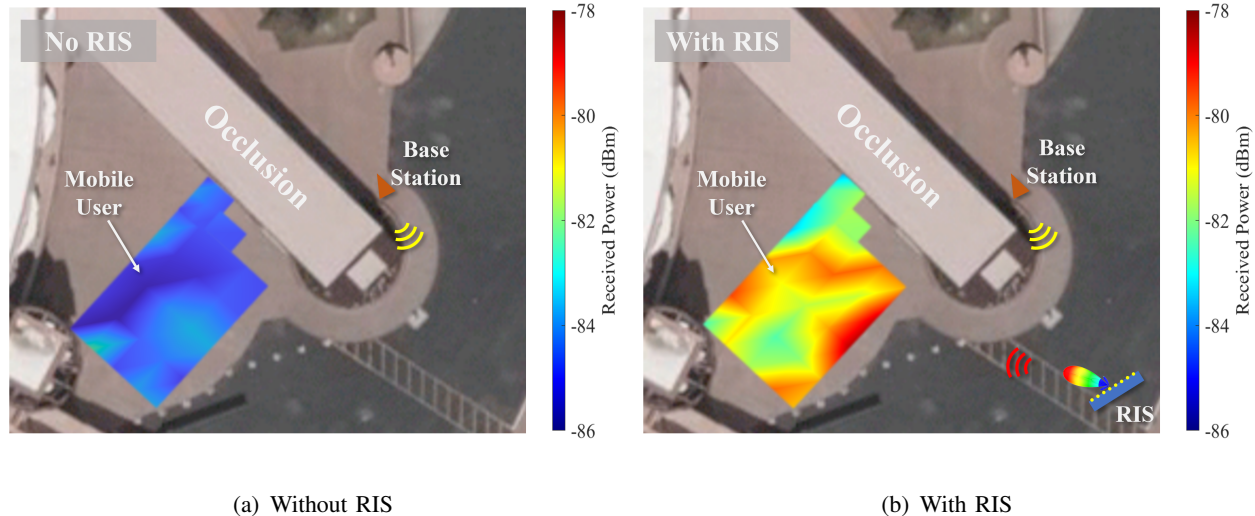 No RIS
Occlusion
Base
Station
Mobile
User
-78
-80
-82
-84
-86
Received Power (dBm)
With RIS
Occlusion
Base
Station
Mobile
User
RIS
-78
-80
-82
-84
-86
Received Power (dBm)
(a) Without RIS
(b) With RIS